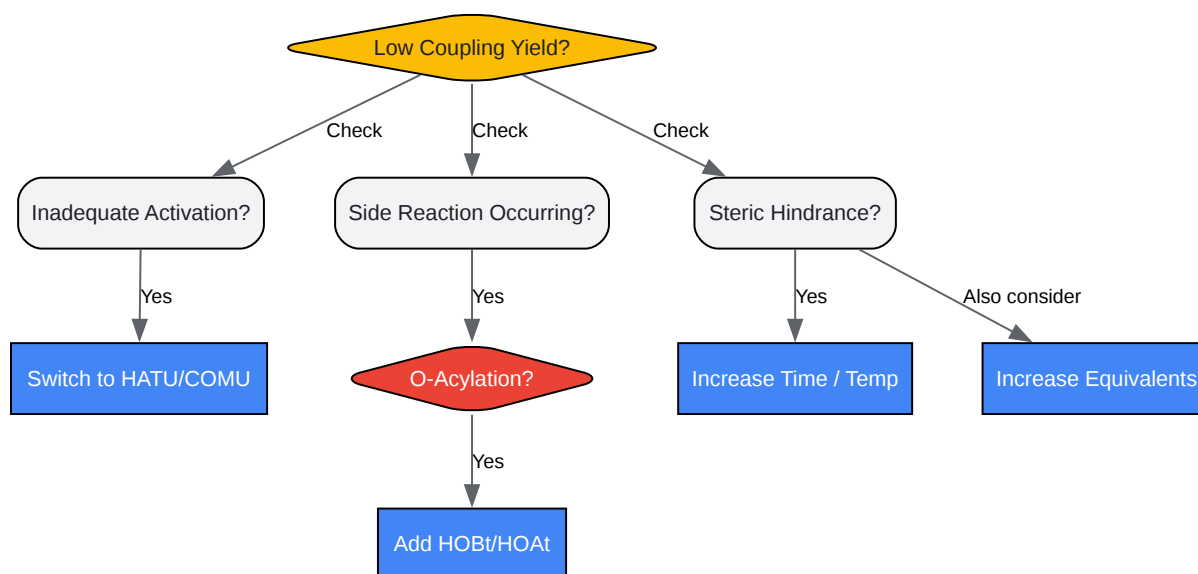 Low Coupling Yield?
Check
Check
Check
Inadequate Activation?
Side Reaction Occurring?
Steric Hindrance?
Yes
Yes
Yes
Also consider
Switch to HATU/COMU
O-Acylation?
Increase Time / Temp
Increase Equivalents
Yes
Add HOBt/HOAt